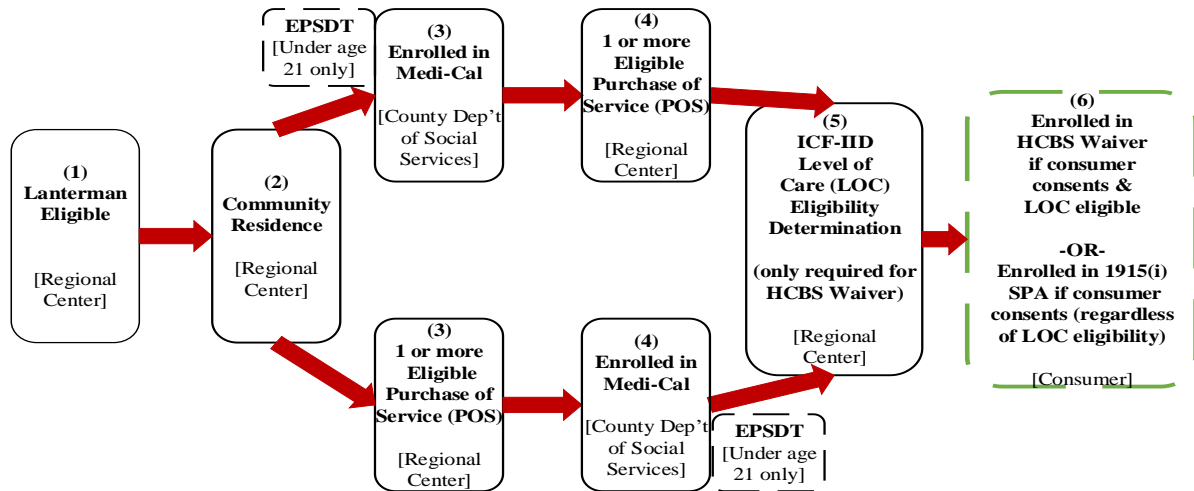 (1)
Lanterman
Eligible
[Regional
Center]
(2)
Community
Residence
[Regional
Center]
EPSDT
[Under age
21 only]
(3)
Enrolled in
Medi-Cal
[County Dep't
of Social
Services]
(4)
1 or more
Eligible
Purchase of
Service (POS)
[Regional
Center]
(3)
1 or more
Eligible
Purchase of
Service (POS)
[Regional
Center]
(4)
Enrolled in
Medi-Cal
[County Dep't
of Social
Services]
EPSDT
[Under age
21 only]
(5)
ICF-IID
Level of
Care (LOC)
Eligibility
Determination
(only required for
HCBS Waiver)
[Regional
Center]
(6)
Enrolled in
HCBS Waiver
if consumer
consents &
LOC eligible
-OR-
Enrolled in 1915(i)
SPA if consumer
consents (regardless
of LOC eligibility)
[Consumer]